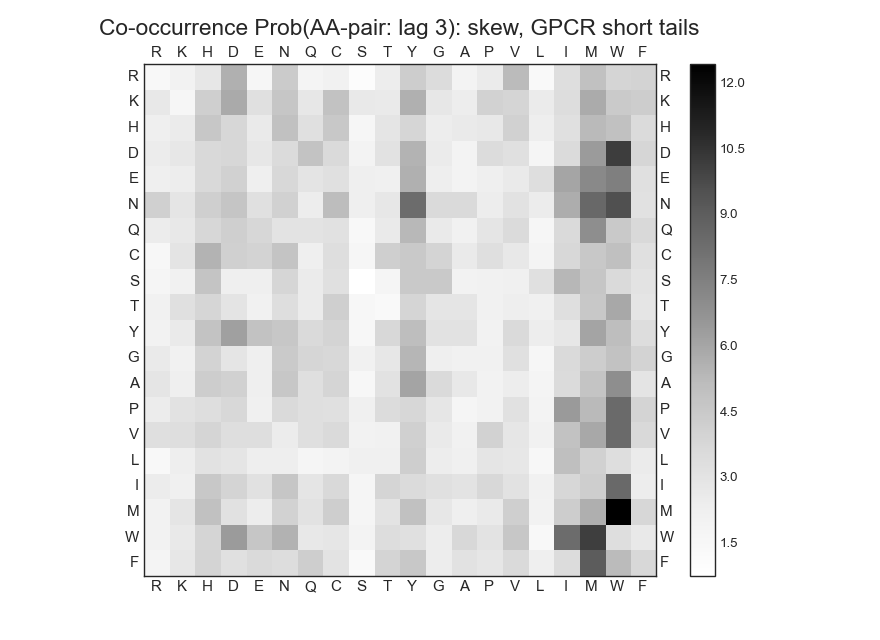 Co-occurrence Prob(AA-pair: lag 3): skew, GPCR short tails
R K H D E N Q C S T Y G A P V L I M W F
R R
12.0
K K
H H
10.5
D D
E E
N N
9.0
Q Q
C C
7.5
S S
T T
6.0
Y Y
G G
A A
4.5
P P
V V
3.0
L L
I I
M M
1.5
W W
F F
R K H D E N Q C S T Y G A P V L I M W F